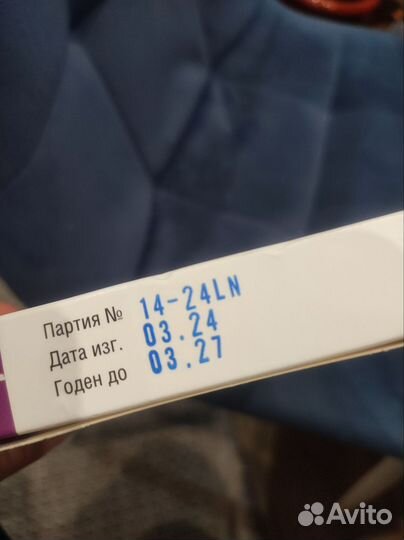 Партия № 14-24LN
Дата изг. 03.24
Годен до 03.27
Avito